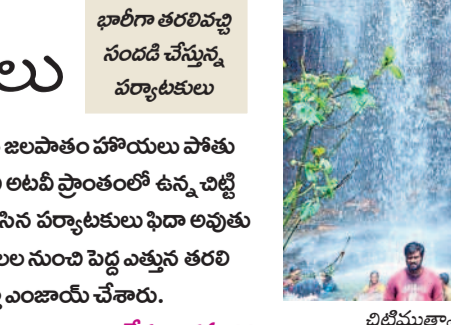 భారీగా తరలివచ్చి
సందడి చేస్తున్న
పర్యాటకులు
లు
జలపాతం హొయలు పోతు
అటవీ ప్రాంతంలో ఉన్న చిట్టి
సిన పర్యాటకులు ఫిదా అవుతు
లల నుంచి పెద్ద ఎత్తున తరలి
ఎంజాయ్ చేశారు.